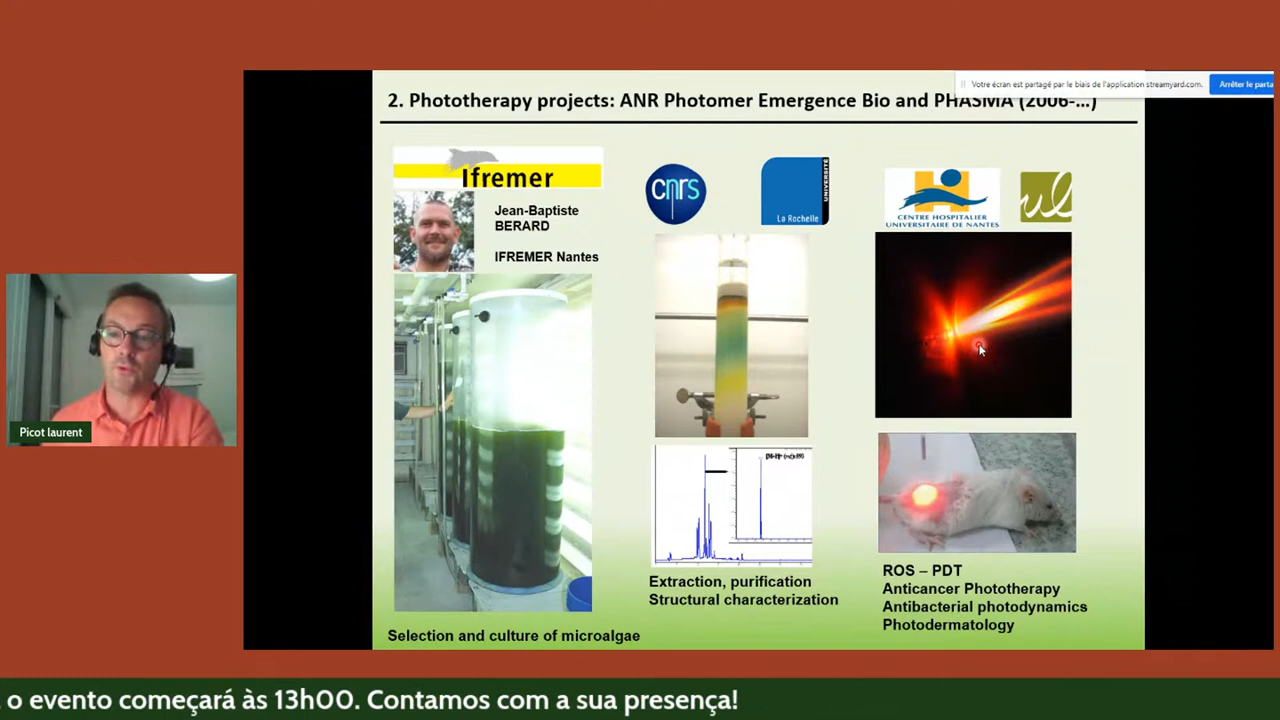 Votre écran est partagé par le biais de l'application streamyard.com.
Arrêter le parta
2. Phototherapy projects: ANR Photomer Emergence Bio and PHASMA (2006-...)
Ifremer
Jean-Baptiste
BERARD
IFREMER Nantes
cnrs
La Rochelle
UNIVERSITÉ
CENTRE HOSPITALIER
UNIVERSITAIRE DE NANTES
ul
Picot laurent
Extraction, purification
Structural characterization
ROS – PDT
Anticancer Phototherapy
Antibacterial photodynamics
Photodermatology
Selection and culture of microalgae
o evento começará às 13h00. Contamos com a sua presença!